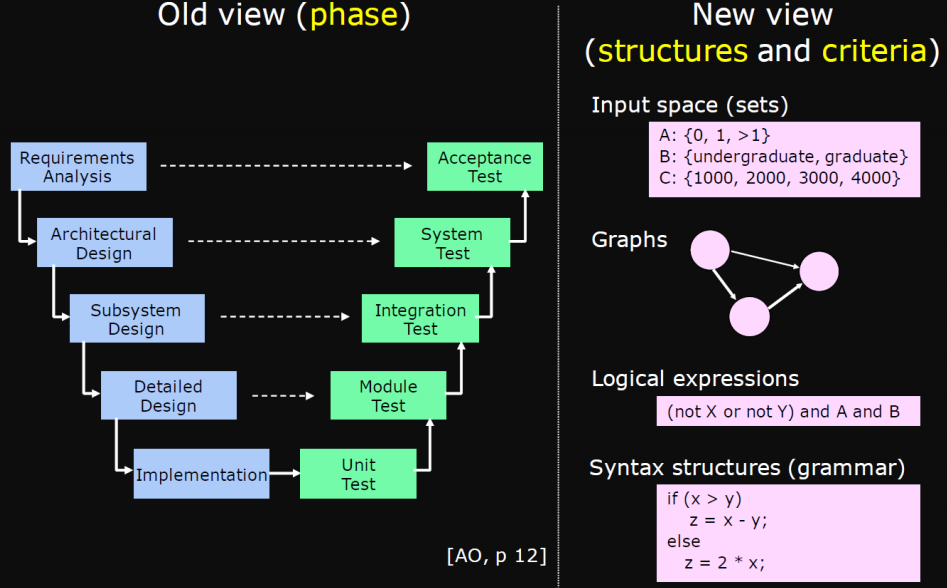 Old view (phase)
Requirements
Analysis
Acceptance
Test
Architectural
Design
System
Test
Subsystem
Design
Integration
Test
Detailed
Design
Module
Test
Implementation
Unit
Test
[AO, p 12]
New view
(structures and criteria)
Input space (sets)
A: {0, 1, >1}
B: {undergraduate, graduate}
C: {1000, 2000, 3000, 4000}
Graphs
Logical expressions
(not X or not Y) and A and B
Syntax structures (grammar)
if (x > y)
z = x - y;
else
z = 2 * x;